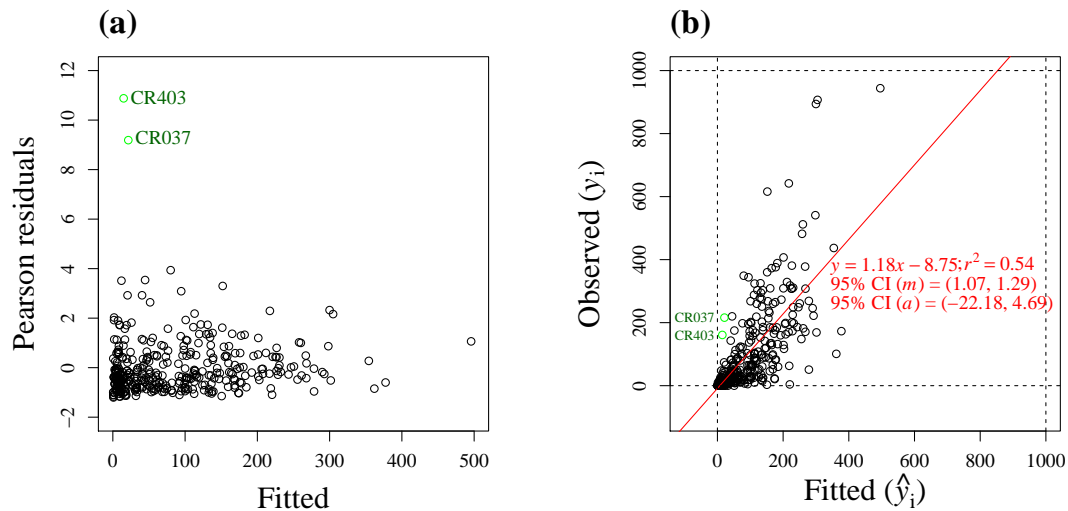 (a)
Pearson residuals
12
10
8
6
4
2
0
−2
CR403
CR037
0 100 200 300 400 500
Fitted
(b)
Observed (yi)
1000
800
600
400
200
0
y = 1.18x − 8.75; r² = 0.54
95% CI (m) = (1.07, 1.29)
95% CI (a) = (−22.18, 4.69)
CR037
CR403
0 200 400 600 800 1000
Fitted (ŷi)